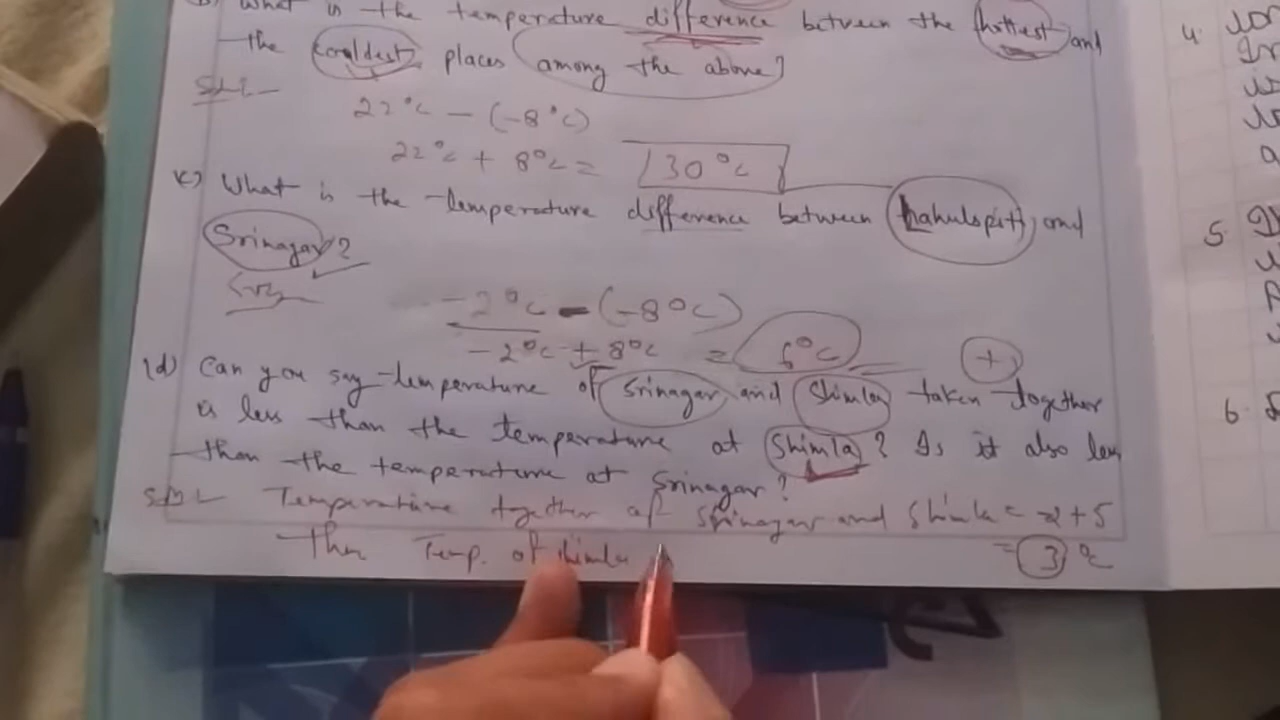 b) What is the temperature difference between the hottest and
the coldest places among the above?
Sol -
22°C - (-8°C)
22°C + 8°C = 30°C
(c) What is the temperature difference between Lahulspiti and
Srinagar?
-2°C - (-8°C)
-2°C + 8°C = 6°C
+
(d) Can you say temperature of Srinagar and Shimla taken together
is less than the temperature at Shimla? Is it also less
than the temperature at Srinagar?
Sol Temperature together of Srinagar and Shimla = -2+5
= 3°C
Temp. of Shimla
4.
5.
6.